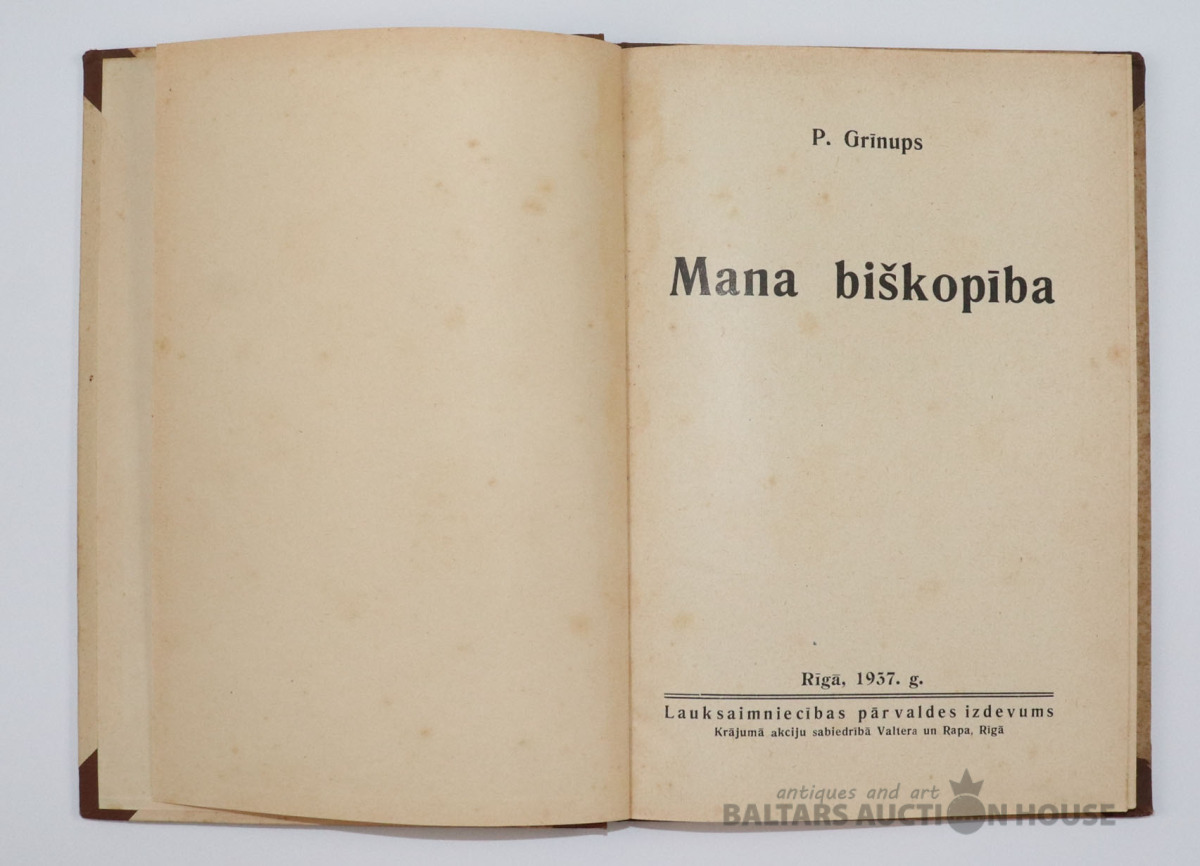 P. Grīnups
Mana biškopība
Rīgā, 1937. g.
Lauksaimniecības pārvaldes izdevums
Krājumā akciju sabiedrībā Valtera un Rapa, Rīgā
antiques and art
BALTARS AUCTION HOUSE